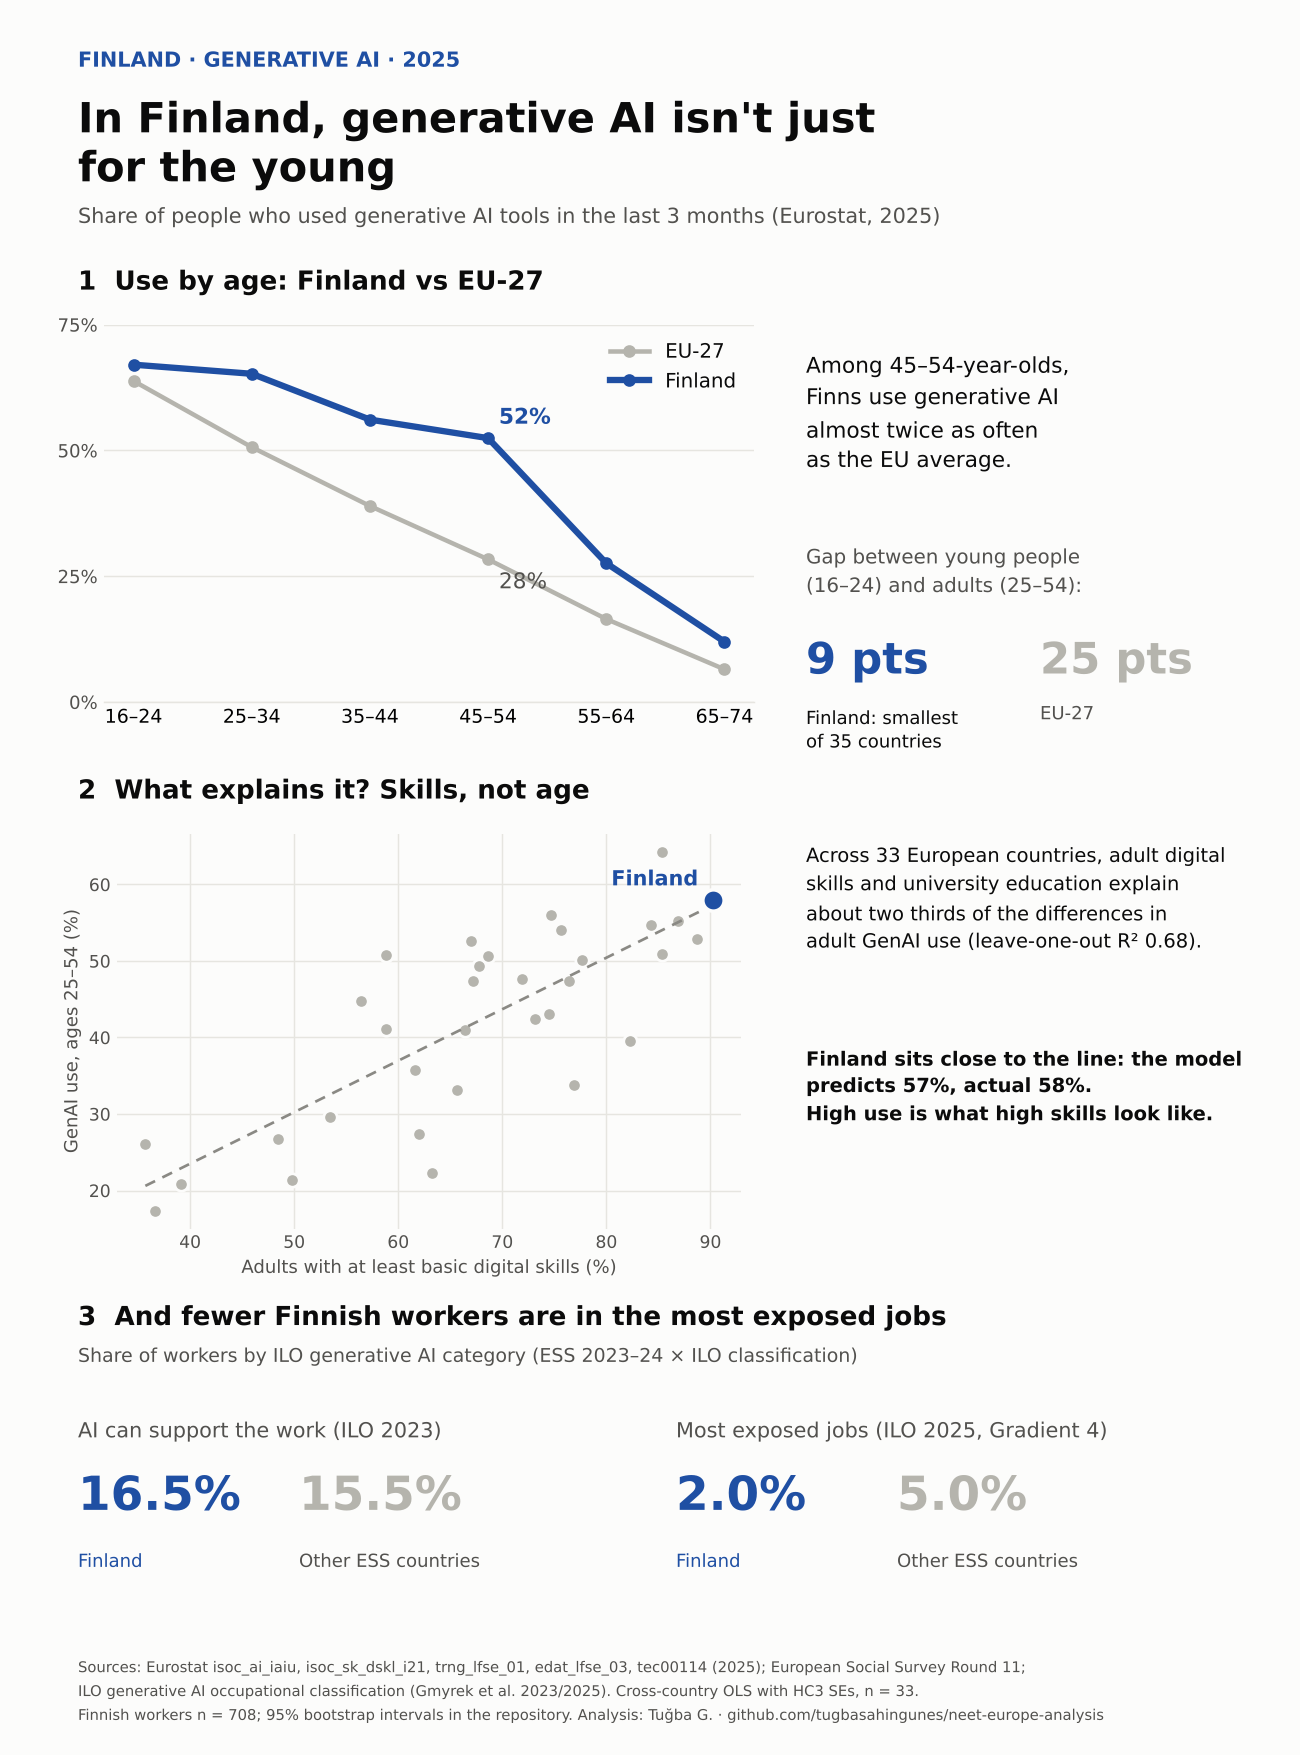 FINLAND · GENERATIVE AI · 2025
In Finland, generative AI isn't just
for the young
Share of people who used generative AI tools in the last 3 months (Eurostat, 2025)
1 Use by age: Finland vs EU-27
75%
50%
25%
0%
EU-27
Finland
52%
28%
16–24
25–34
35–44
45–54
55–64
65–74
Among 45–54-year-olds,
Finns use generative AI
almost twice as often
as the EU average.
Gap between young people
(16–24) and adults (25–54):
9 pts
25 pts
Finland: smallest
of 35 countries
EU-27
2 What explains it? Skills, not age
GenAI use, ages 25–54 (%)
60
50
40
30
20
Finland
40
50
60
70
80
90
Adults with at least basic digital skills (%)
Across 33 European countries, adult digital
skills and university education explain
about two thirds of the differences in
adult GenAI use (leave-one-out R² 0.68).
Finland sits close to the line: the model
predicts 57%, actual 58%.
High use is what high skills look like.
3 And fewer Finnish workers are in the most exposed jobs
Share of workers by ILO generative AI category (ESS 2023–24 × ILO classification)
AI can support the work (ILO 2023)
16.5%
15.5%
Finland
Other ESS countries
Most exposed jobs (ILO 2025, Gradient 4)
2.0%
5.0%
Finland
Other ESS countries
Sources: Eurostat isoc_ai_iaiu, isoc_sk_dskl_i21, trng_lfse_01, edat_lfse_03, tec00114 (2025); European Social Survey Round 11;
ILO generative AI occupational classification (Gmyrek et al. 2023/2025). Cross-country OLS with HC3 SEs, n = 33.
Finnish workers n = 708; 95% bootstrap intervals in the repository. Analysis: Tuğba G. · github.com/tugbasahingunes/neet-europe-analysis